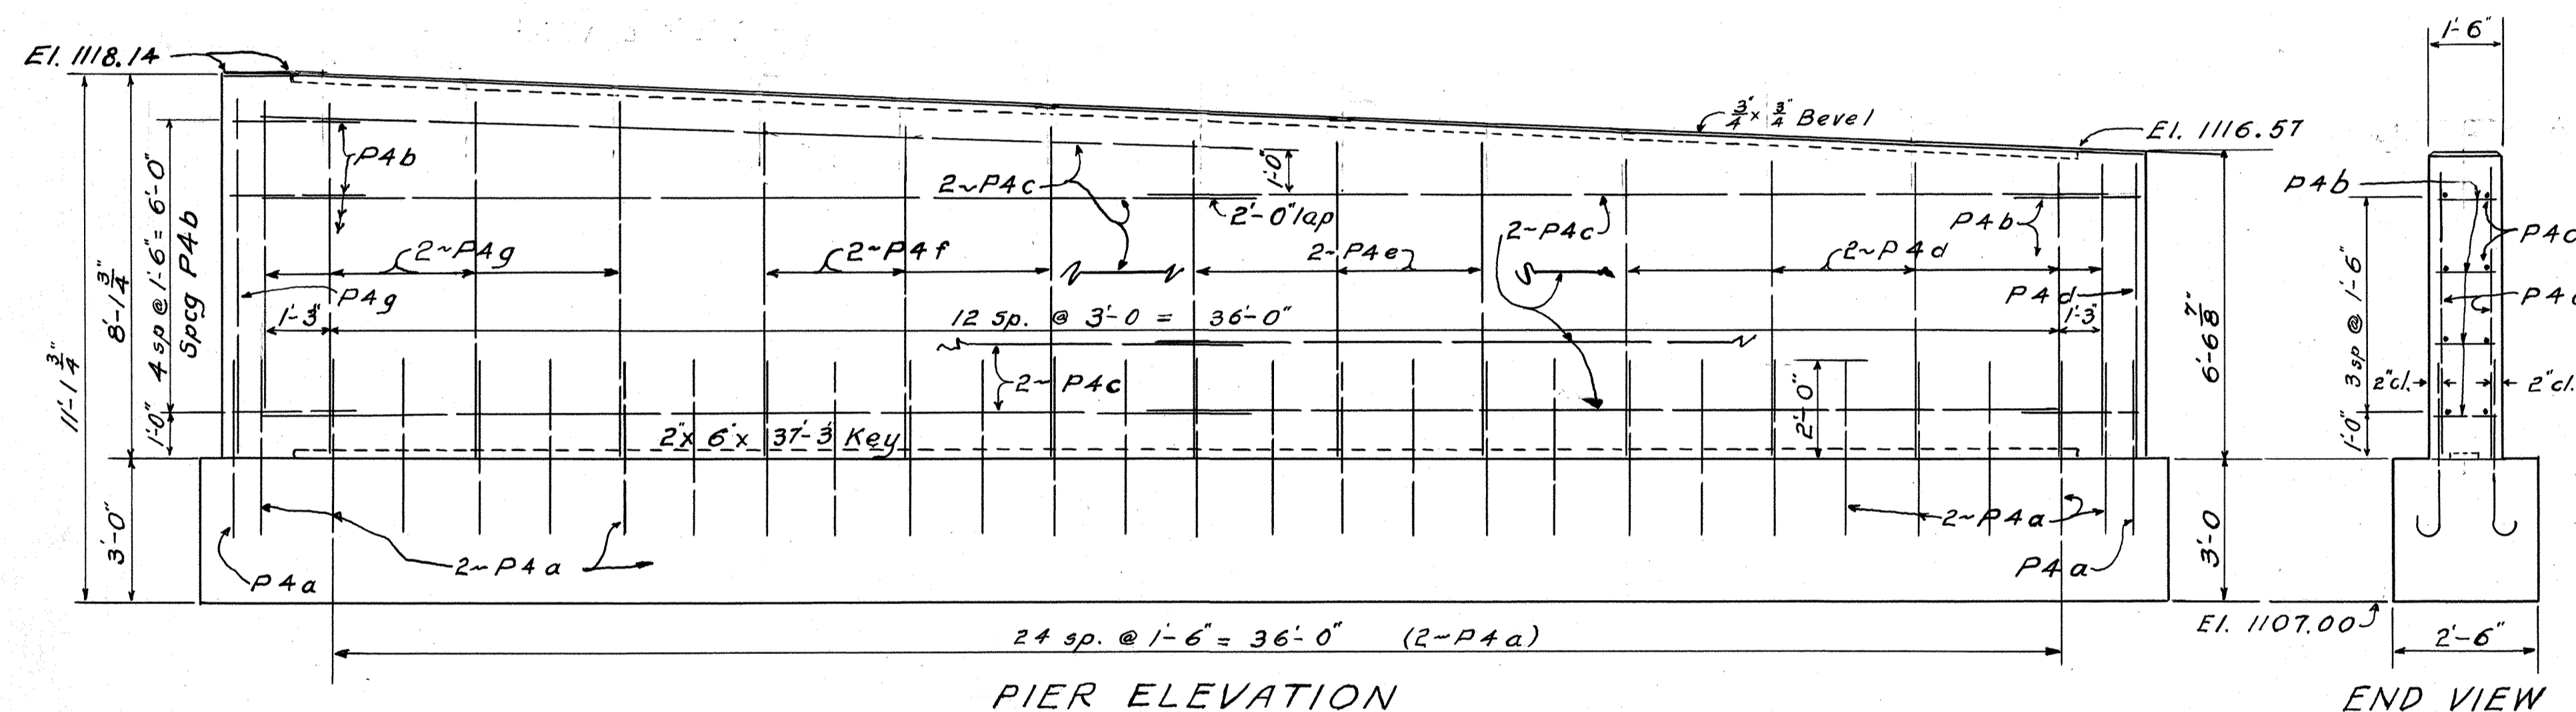 El. 1118.14
1'-6"
3/4" x 3/4" Bevel
El. 1116.57
P4b
2~P4c
1'-0"
2'-0" lap
2~P4c
P4b
P4b
P4c
4 sp @ 1'-6" = 6'-0"
Spcg P4b
2~P4g
2~P4f
2~P4e
2~P4d
P4g
P4d
8'-1 3/4"
11'-1 3/4"
1'-3"
12 Sp. @ 3'-0 = 36'-0"
1'-3"
6'-6 7/8"
3 sp @ 1'-6"
2~P4c
2"cl.
2"cl.
1'-0"
2" x 6" x 37'-3 Key
2'-0"
1'-0"
3'-0"
P4a
2~P4a
2~P4a
P4a
3'-0
El. 1107.00
24 sp. @ 1'-6" = 36'-0" (2~P4a)
2'-6"
PIER ELEVATION
END VIEW